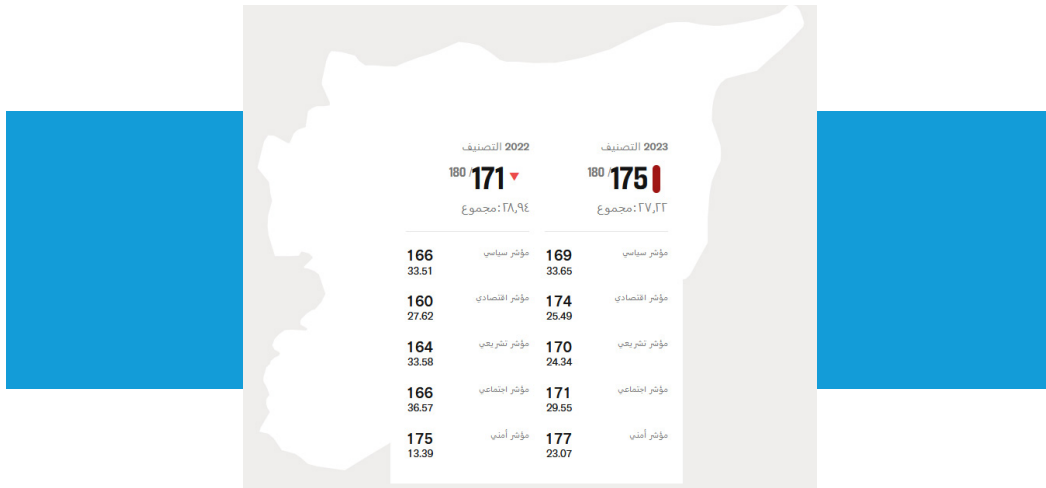 2023 التصنيف
175 / 180
٢٧,٢٢:مجموع
مؤشر سياسي 169
33.65
مؤشر اقتصادي 174
25.49
مؤشر تشريعي 170
24.34
مؤشر اجتماعي 171
29.55
مؤشر أمني 177
23.07
2022 التصنيف
171 / 180
٢٨,٩٤:مجموع
مؤشر سياسي 166
33.51
مؤشر اقتصادي 160
27.62
مؤشر تشريعي 164
33.58
مؤشر اجتماعي 166
36.57
مؤشر أمني 175
13.39